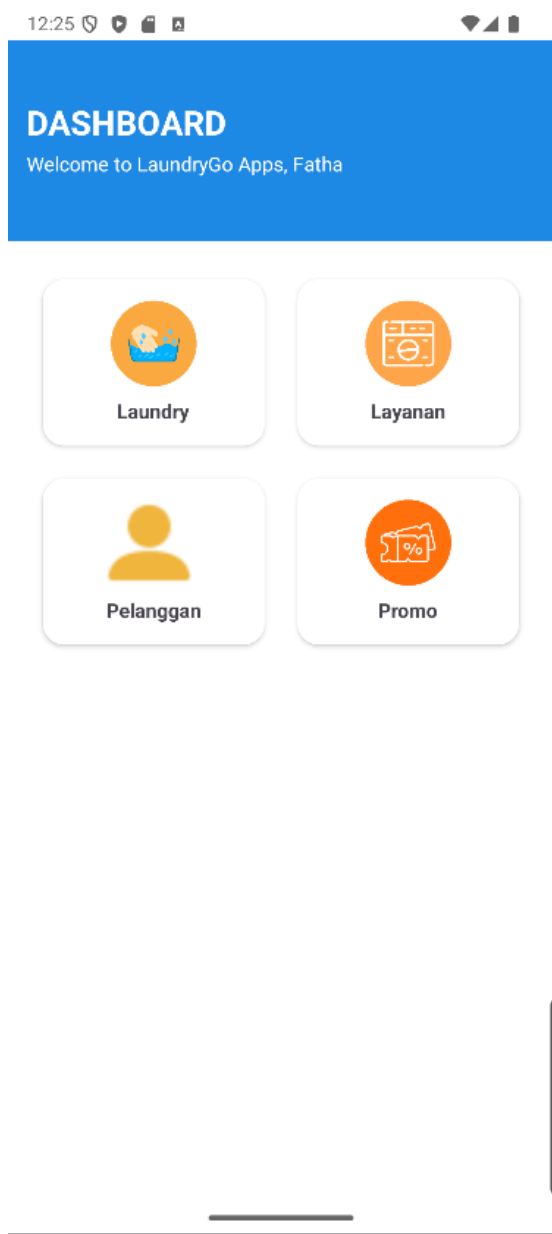 12:25
DASHBOARD
Welcome to LaundryGo Apps, Fatha
Laundry
Layanan
%
Pelanggan
Promo